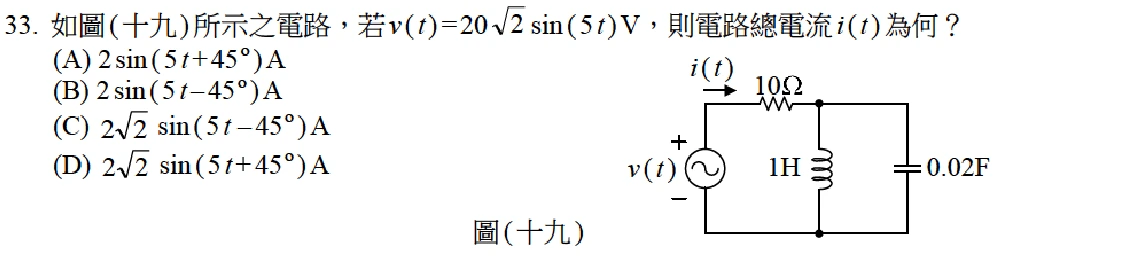 33. 如圖(十九)所示之電路，若v(t)=20√2 sin(5t)V，則電路總電流i(t)為何？
(A) 2 sin(5t+45°)A
(B) 2 sin(5t−45°)A
(C) 2√2 sin(5t−45°)A
(D) 2√2 sin(5t+45°)A
i(t)
10Ω
+
v(t)
−
1H
0.02F
圖(十九)